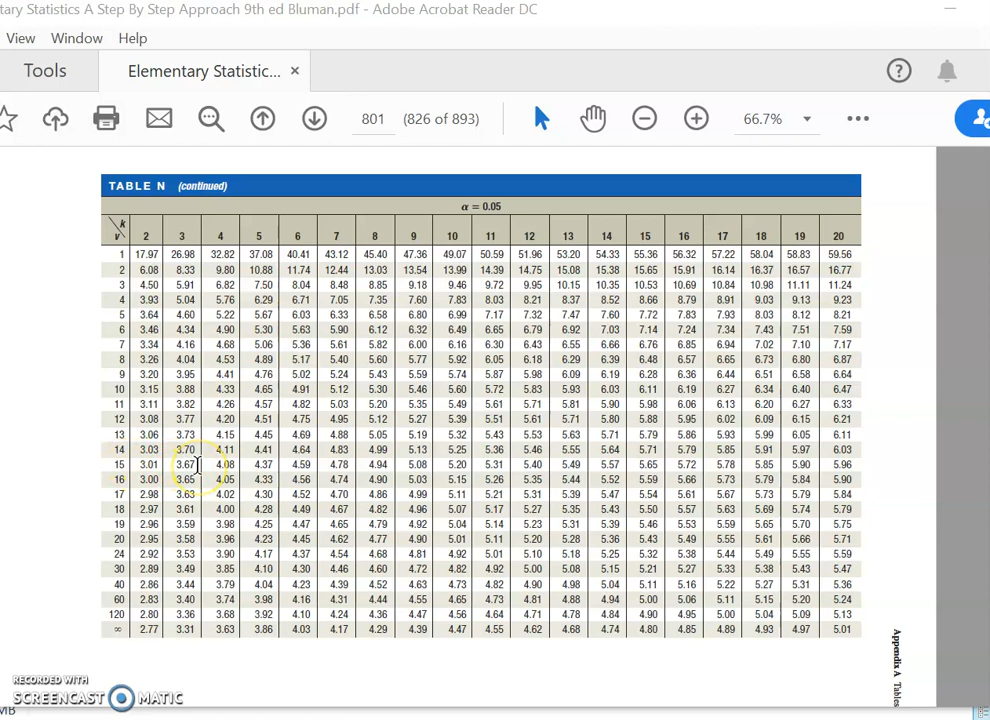 tary Statistics A Step By Step Approach 9th ed Bluman.pdf - Adobe Acrobat Reader DC
View Window Help
Tools Elementary Statistic... ×
801 (826 of 893) 66.7%
TABLE N (continued)
α = 0.05
k
v 2 3 4 5 6 7 8 9 10 11 12 13 14 15 16 17 18 19 20
1 17.97 26.98 32.82 37.08 40.41 43.12 45.40 47.36 49.07 50.59 51.96 53.20 54.33 55.36 56.32 57.22 58.04 58.83 59.56
2 6.08 8.33 9.80 10.88 11.74 12.44 13.03 13.54 13.99 14.39 14.75 15.08 15.38 15.65 15.91 16.14 16.37 16.57 16.77
3 4.50 5.91 6.82 7.50 8.04 8.48 8.85 9.18 9.46 9.72 9.95 10.15 10.35 10.53 10.69 10.84 10.98 11.11 11.24
4 3.93 5.04 5.76 6.29 6.71 7.05 7.35 7.60 7.83 8.03 8.21 8.37 8.52 8.66 8.79 8.91 9.03 9.13 9.23
5 3.64 4.60 5.22 5.67 6.03 6.33 6.58 6.80 6.99 7.17 7.32 7.47 7.60 7.72 7.83 7.93 8.03 8.12 8.21
6 3.46 4.34 4.90 5.30 5.63 5.90 6.12 6.32 6.49 6.65 6.79 6.92 7.03 7.14 7.24 7.34 7.43 7.51 7.59
7 3.34 4.16 4.68 5.06 5.36 5.61 5.82 6.00 6.16 6.30 6.43 6.55 6.66 6.76 6.85 6.94 7.02 7.10 7.17
8 3.26 4.04 4.53 4.89 5.17 5.40 5.60 5.77 5.92 6.05 6.18 6.29 6.39 6.48 6.57 6.65 6.73 6.80 6.87
9 3.20 3.95 4.41 4.76 5.02 5.24 5.43 5.59 5.74 5.87 5.98 6.09 6.19 6.28 6.36 6.44 6.51 6.58 6.64
10 3.15 3.88 4.33 4.65 4.91 5.12 5.30 5.46 5.60 5.72 5.83 5.93 6.03 6.11 6.19 6.27 6.34 6.40 6.47
11 3.11 3.82 4.26 4.57 4.82 5.03 5.20 5.35 5.49 5.61 5.71 5.81 5.90 5.98 6.06 6.13 6.20 6.27 6.33
12 3.08 3.77 4.20 4.51 4.75 4.95 5.12 5.27 5.39 5.51 5.61 5.71 5.80 5.88 5.95 6.02 6.09 6.15 6.21
13 3.06 3.73 4.15 4.45 4.69 4.88 5.05 5.19 5.32 5.43 5.53 5.63 5.71 5.79 5.86 5.93 5.99 6.05 6.11
14 3.03 3.70 4.11 4.41 4.64 4.83 4.99 5.13 5.25 5.36 5.46 5.55 5.64 5.71 5.79 5.85 5.91 5.97 6.03
15 3.01 3.67 4.08 4.37 4.59 4.78 4.94 5.08 5.20 5.31 5.40 5.49 5.57 5.65 5.72 5.78 5.85 5.90 5.96
16 3.00 3.65 4.05 4.33 4.56 4.74 4.90 5.03 5.15 5.26 5.35 5.44 5.52 5.59 5.66 5.73 5.79 5.84 5.90
17 2.98 3.63 4.02 4.30 4.52 4.70 4.86 4.99 5.11 5.21 5.31 5.39 5.47 5.54 5.61 5.67 5.73 5.79 5.84
18 2.97 3.61 4.00 4.28 4.49 4.67 4.82 4.96 5.07 5.17 5.27 5.35 5.43 5.50 5.57 5.63 5.69 5.74 5.79
19 2.96 3.59 3.98 4.25 4.47 4.65 4.79 4.92 5.04 5.14 5.23 5.31 5.39 5.46 5.53 5.59 5.65 5.70 5.75
20 2.95 3.58 3.96 4.23 4.45 4.62 4.77 4.90 5.01 5.11 5.20 5.28 5.36 5.43 5.49 5.55 5.61 5.66 5.71
24 2.92 3.53 3.90 4.17 4.37 4.54 4.68 4.81 4.92 5.01 5.10 5.18 5.25 5.32 5.38 5.44 5.49 5.55 5.59
30 2.89 3.49 3.85 4.10 4.30 4.46 4.60 4.72 4.82 4.92 5.00 5.08 5.15 5.21 5.27 5.33 5.38 5.43 5.47
40 2.86 3.44 3.79 4.04 4.23 4.39 4.52 4.63 4.73 4.82 4.90 4.98 5.04 5.11 5.16 5.22 5.27 5.31 5.36
60 2.83 3.40 3.74 3.98 4.16 4.31 4.44 4.55 4.65 4.73 4.81 4.88 4.94 5.00 5.06 5.11 5.15 5.20 5.24
120 2.80 3.36 3.68 3.92 4.10 4.24 4.36 4.47 4.56 4.64 4.71 4.78 4.84 4.90 4.95 5.00 5.04 5.09 5.13
∞ 2.77 3.31 3.63 3.86 4.03 4.17 4.29 4.39 4.47 4.55 4.62 4.68 4.74 4.80 4.85 4.89 4.93 4.97 5.01
Appendix A Tables
RECORDED WITH
SCREENCAST MATIC
MB